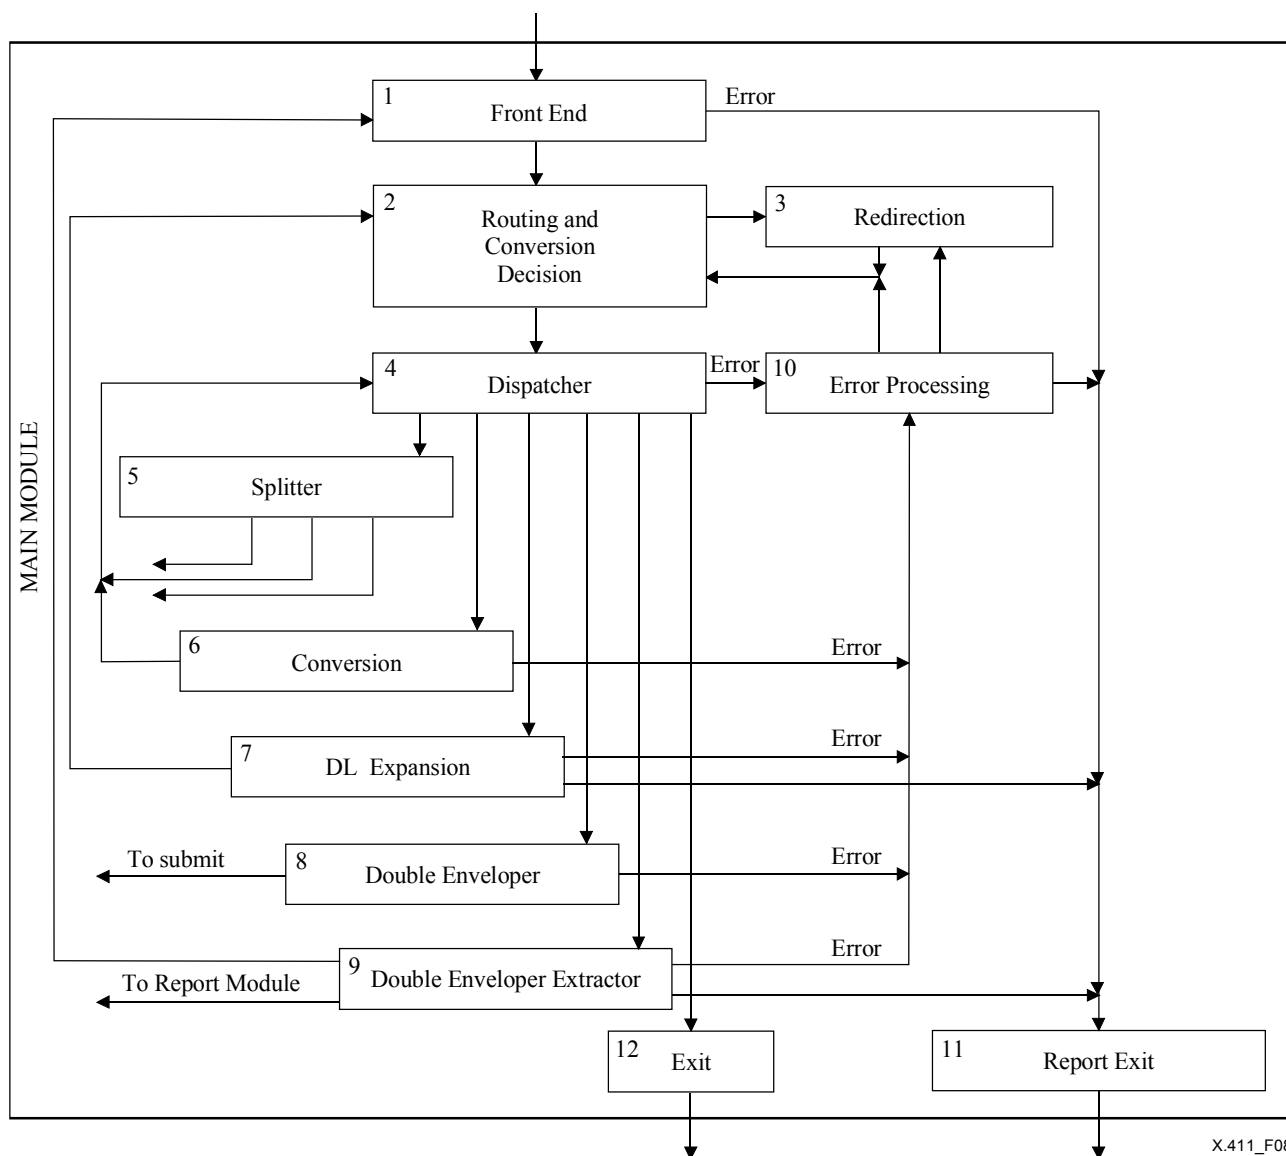 1
Front End
Error
2
Routing and
Conversion
Decision
3
Redirection
4
Dispatcher
Error
10
Error Processing
MAIN MODULE
5
Splitter
6
Conversion
Error
7
DL Expansion
Error
To submit
8
Double Enveloper
Error
9
Double Enveloper Extractor
Error
To Report Module
12
Exit
11
Report Exit
X.411_F08